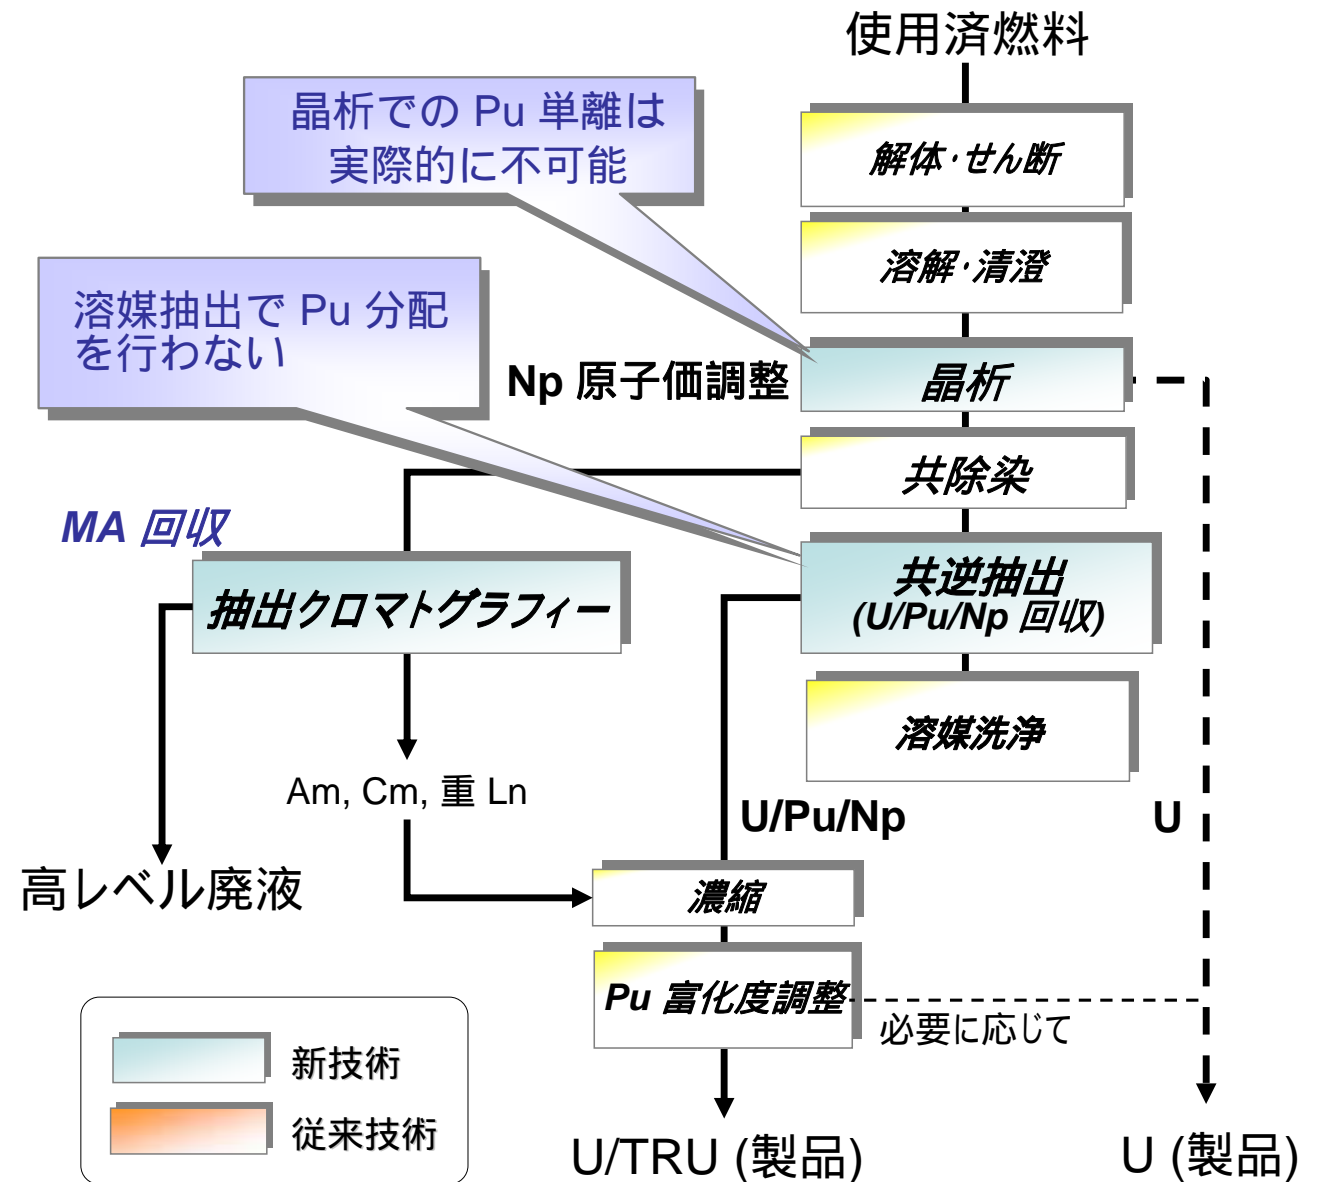 使用済燃料
晶析での Pu 単離は
実際的に不可能
解体・せん断
溶解・清澄
溶媒抽出で Pu 分配
を行わない
Np 原子価調整
晶析
共除染
MA 回収
抽出クロマトグラフィー
共逆抽出
(U/Pu/Np 回収)
溶媒洗浄
Am, Cm, 重 Ln
U/Pu/Np
U
高レベル廃液
濃縮
Pu 富化度調整
必要に応じて
新技術
従来技術
U/TRU (製品)
U (製品)